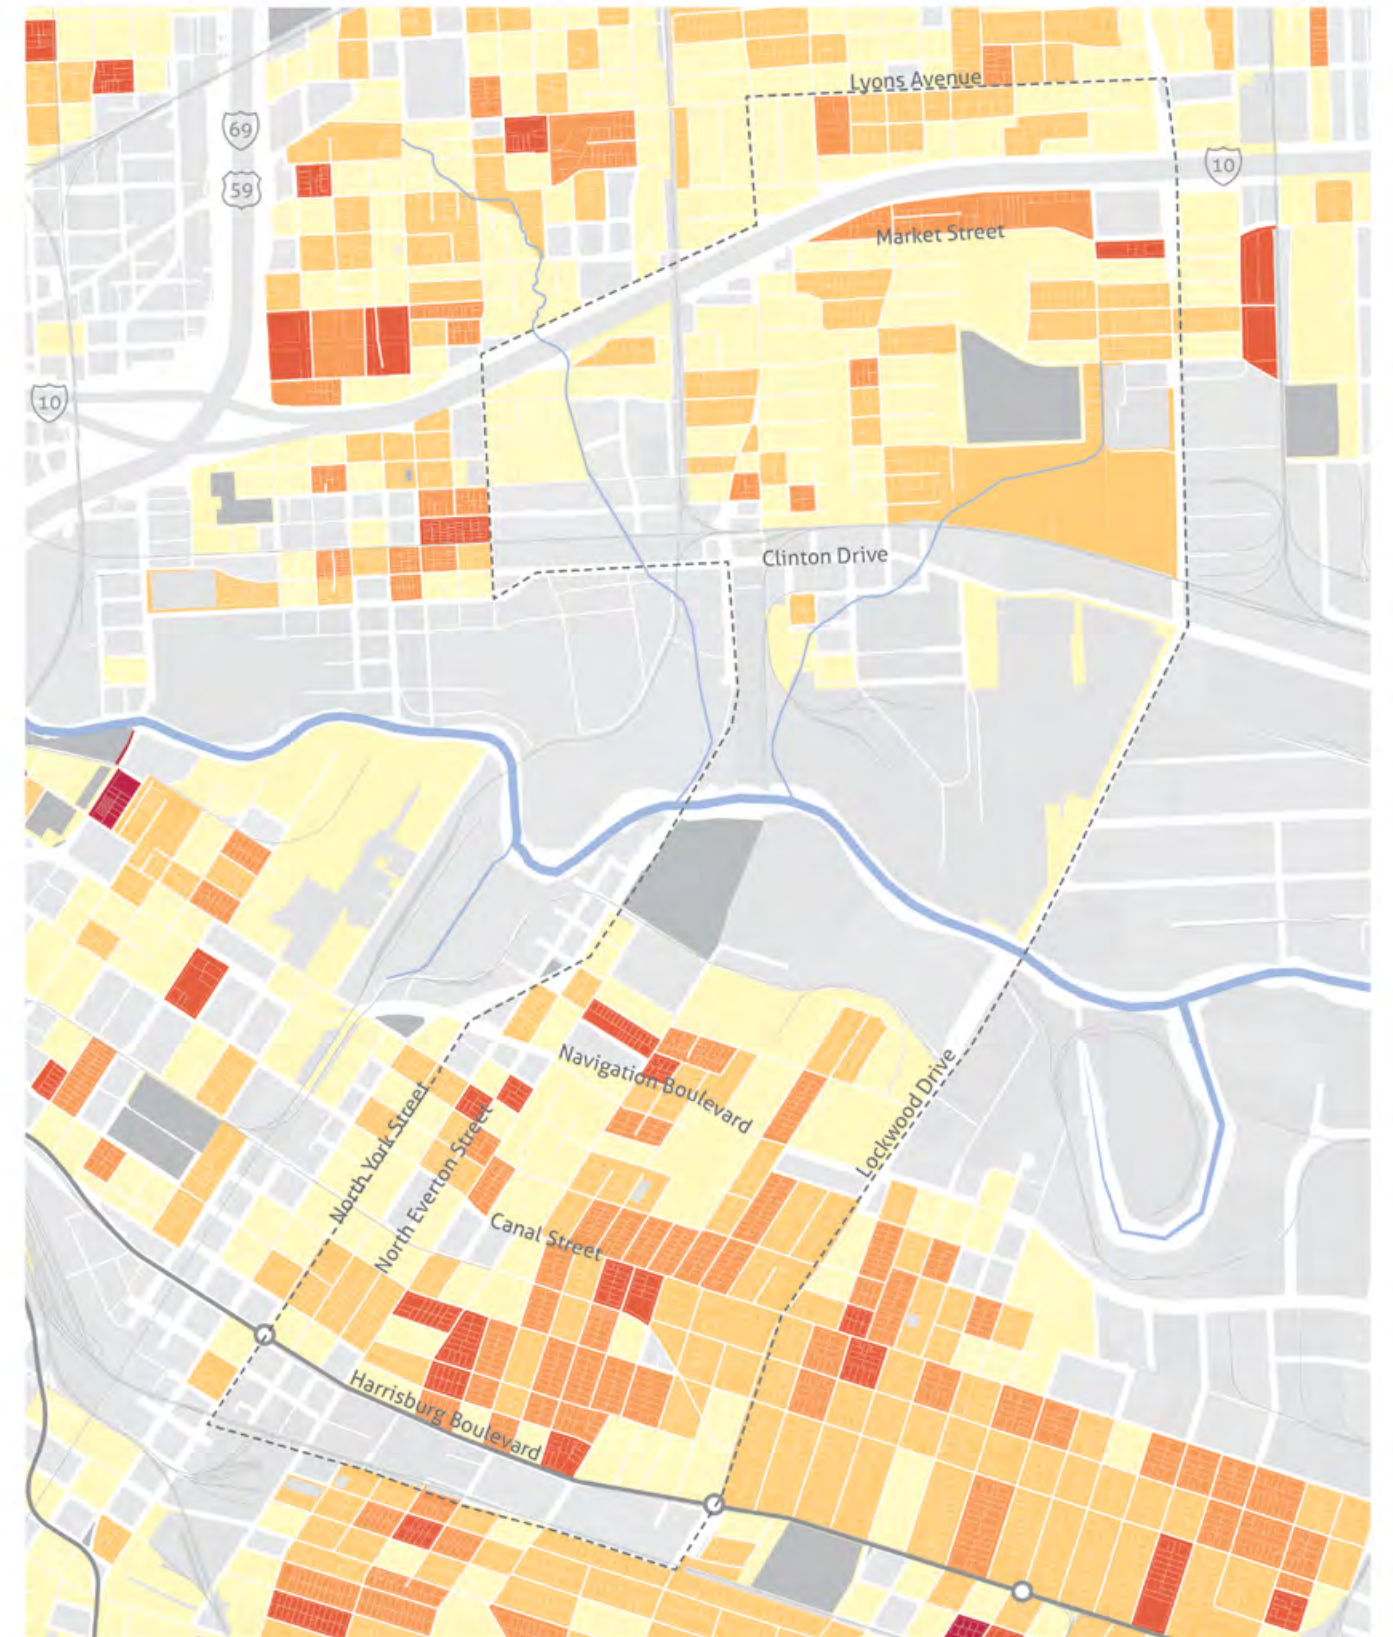 Lyons Avenue
69
10
59
Market Street
10
Clinton Drive
Navigation Boulevard
Lockwood Drive
North York Street
North Everton Street
Canal Street
Harrisburg Boulevard